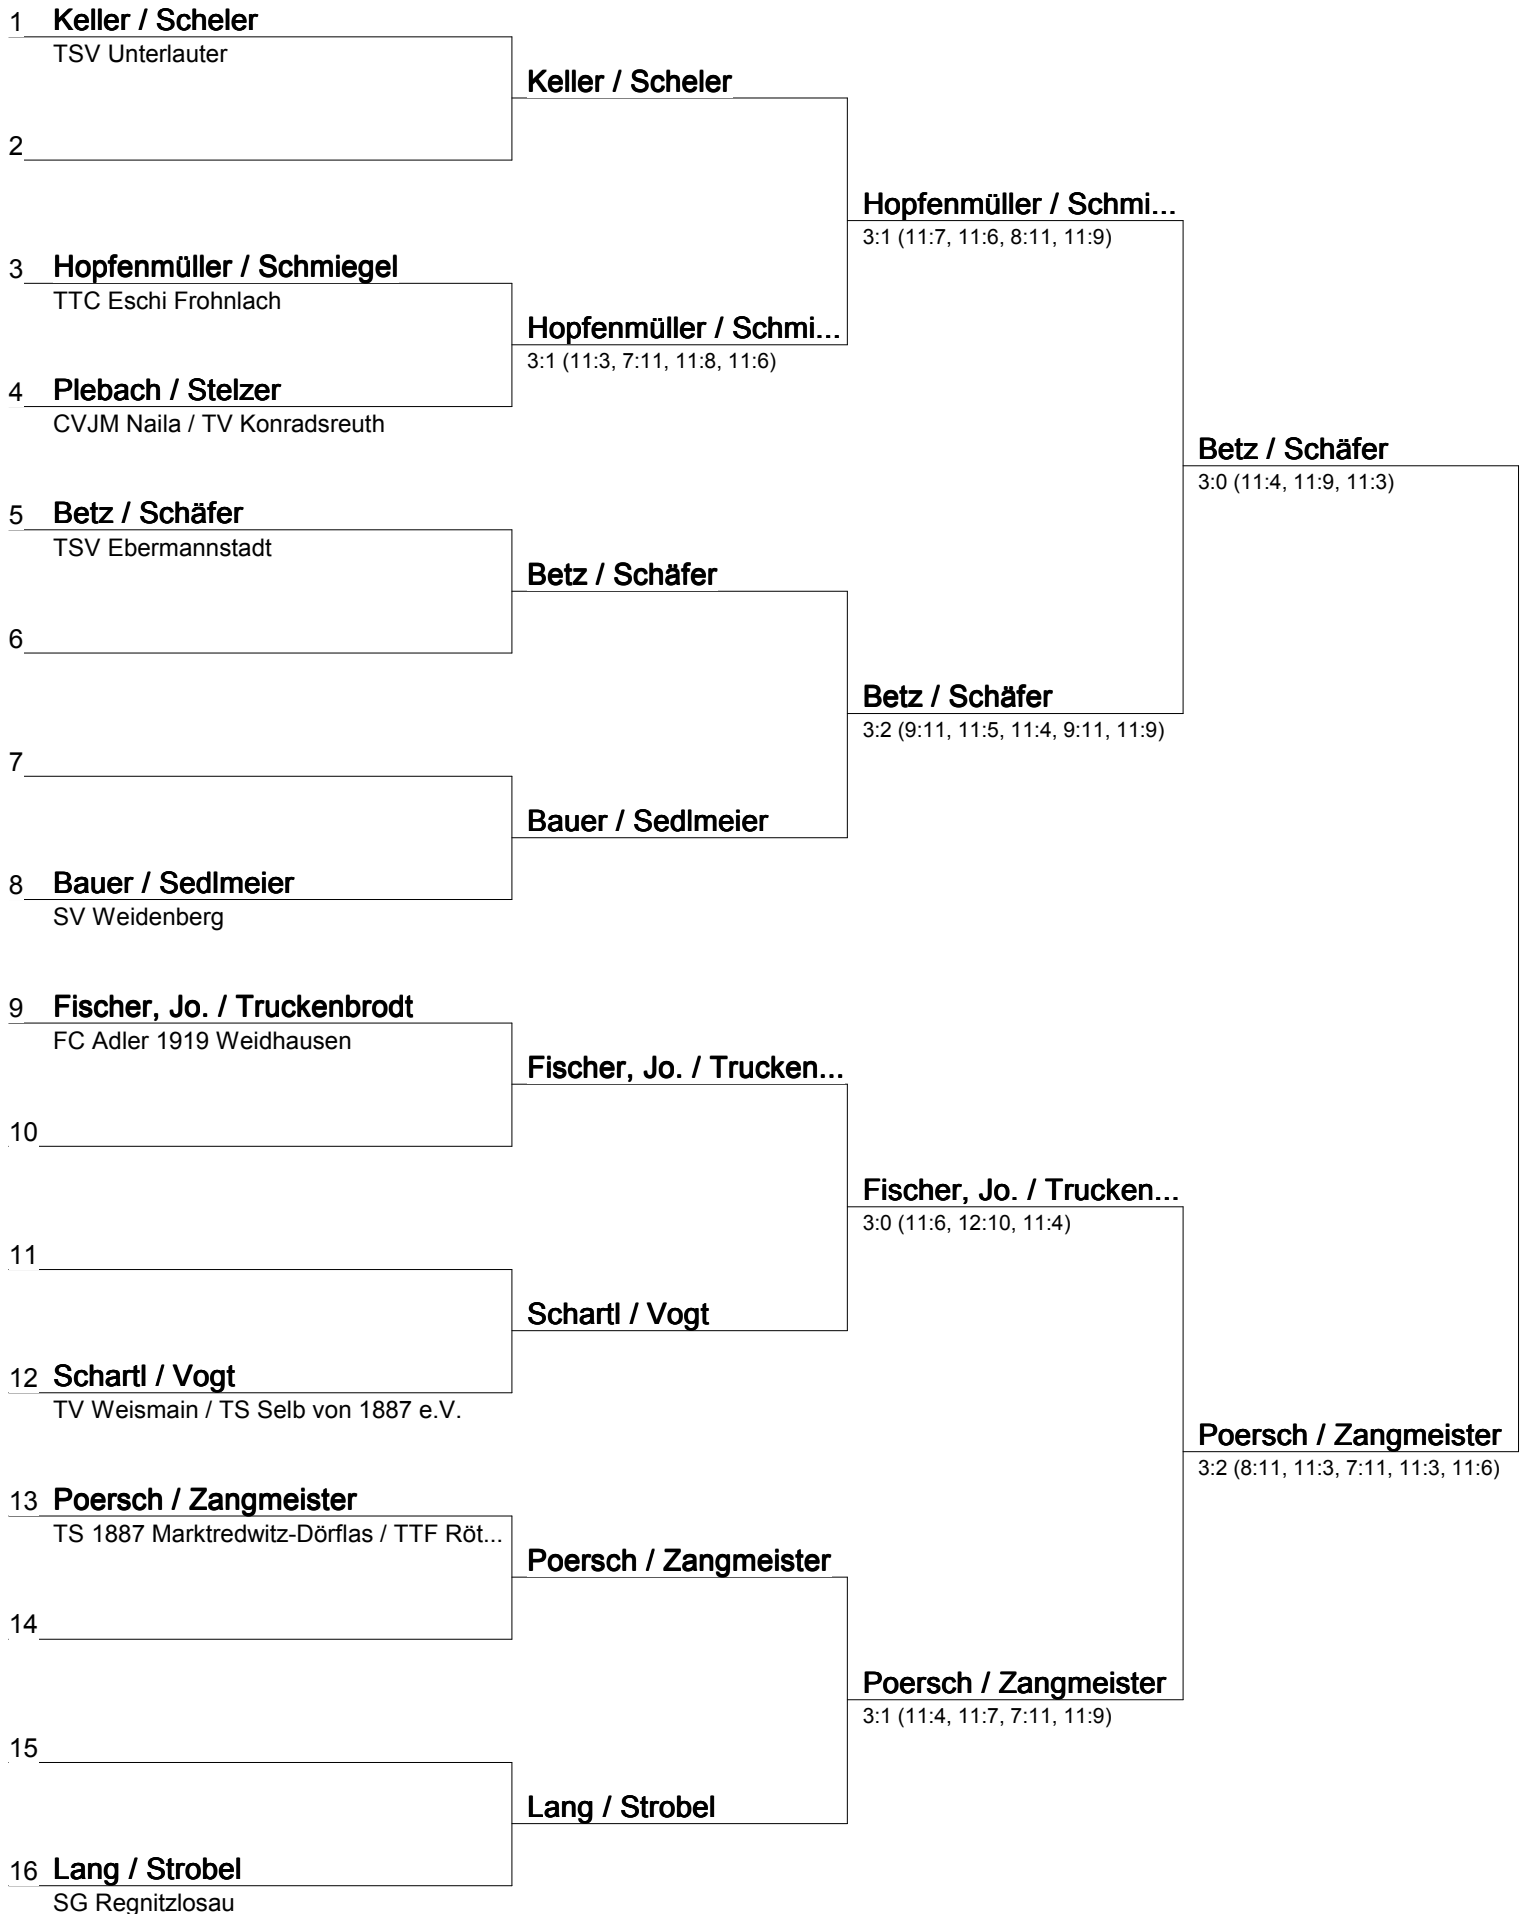 1 Keller / Scheler
TSV Unterlauter
Keller / Scheler
2
Hopfenmüller / Schmi...
3:1 (11:7, 11:6, 8:11, 11:9)
3 Hopfenmüller / Schmiegel
TTC Eschi Frohnlach
Hopfenmüller / Schmi...
3:1 (11:3, 7:11, 11:8, 11:6)
4 Plebach / Stelzer
CVJM Naila / TV Konradsreuth
Betz / Schäfer
3:0 (11:4, 11:9, 11:3)
5 Betz / Schäfer
TSV Ebermannstadt
Betz / Schäfer
6
Betz / Schäfer
3:2 (9:11, 11:5, 11:4, 9:11, 11:9)
7
Bauer / Sedlmeier
8 Bauer / Sedlmeier
SV Weidenberg
9 Fischer, Jo. / Truckenbrodt
FC Adler 1919 Weidhausen
Fischer, Jo. / Trucken...
10
Fischer, Jo. / Trucken...
3:0 (11:6, 12:10, 11:4)
11
Schartl / Vogt
12 Schartl / Vogt
TV Weismain / TS Selb von 1887 e.V.
Poersch / Zangmeister
3:2 (8:11, 11:3, 7:11, 11:3, 11:6)
13 Poersch / Zangmeister
TS 1887 Marktredwitz-Dörflas / TTF Röt...
Poersch / Zangmeister
14
Poersch / Zangmeister
3:1 (11:4, 11:7, 7:11, 11:9)
15
Lang / Strobel
16 Lang / Strobel
SG Regnitzlosau